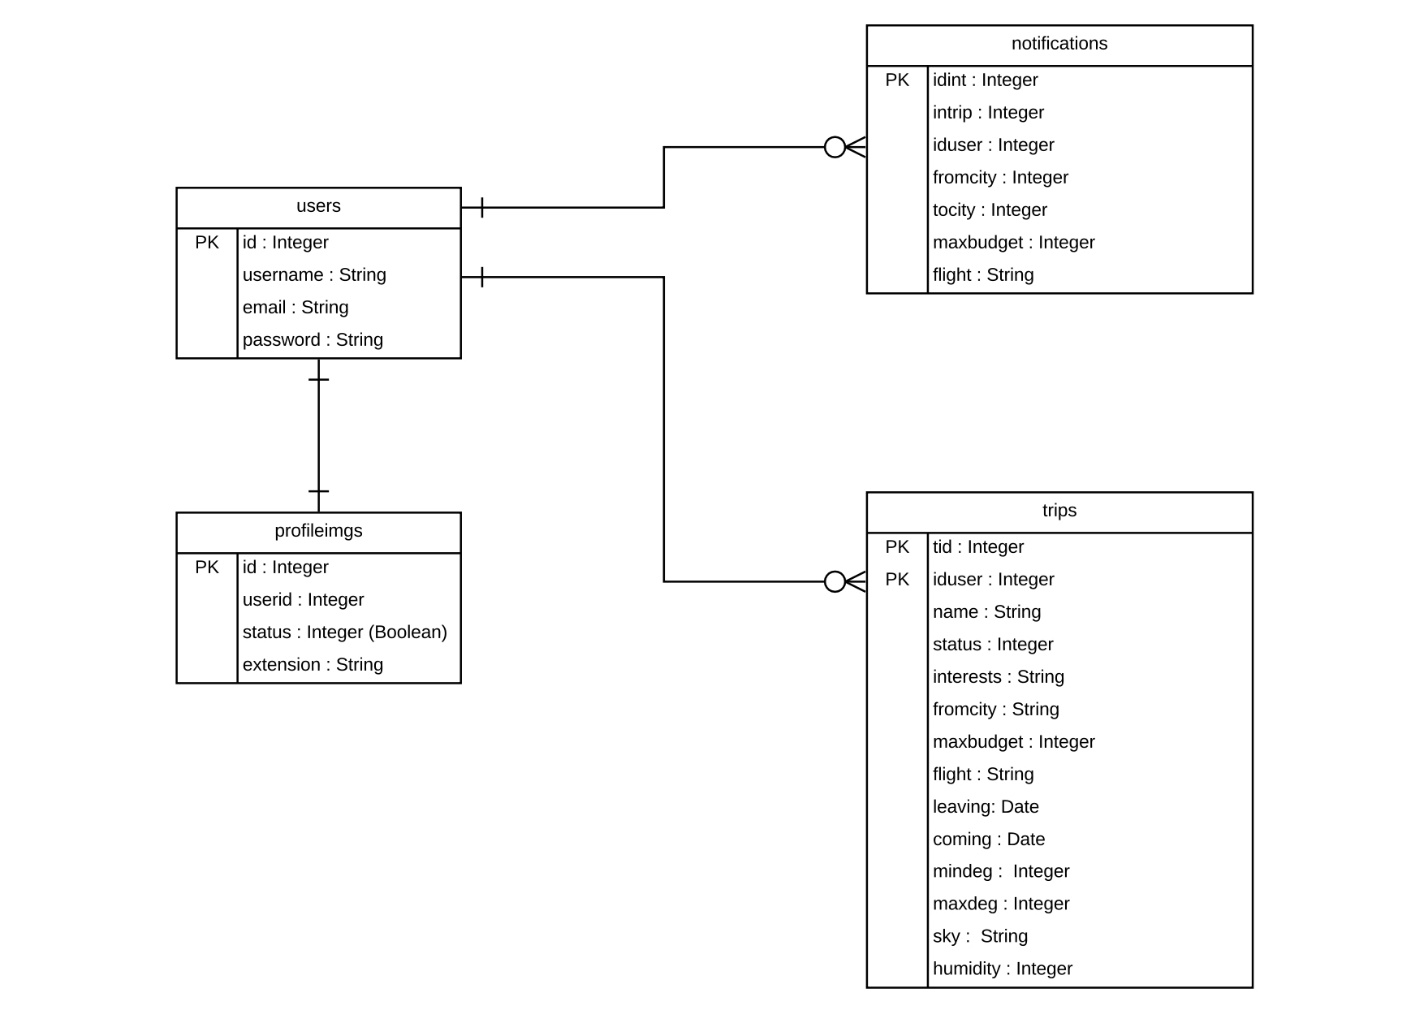 notifications
PK idint : Integer
intrip : Integer
iduser : Integer
fromcity : Integer
tocity : Integer
maxbudget : Integer
flight : String
users
PK id : Integer
username : String
email : String
password : String
profileimgs
PK id : Integer
userid : Integer
status : Integer (Boolean)
extension : String
trips
PK tid : Integer
PK iduser : Integer
name : String
status : Integer
interests : String
fromcity : String
maxbudget : Integer
flight : String
leaving: Date
coming : Date
mindeg :  Integer
maxdeg : Integer
sky :  String
humidity : Integer